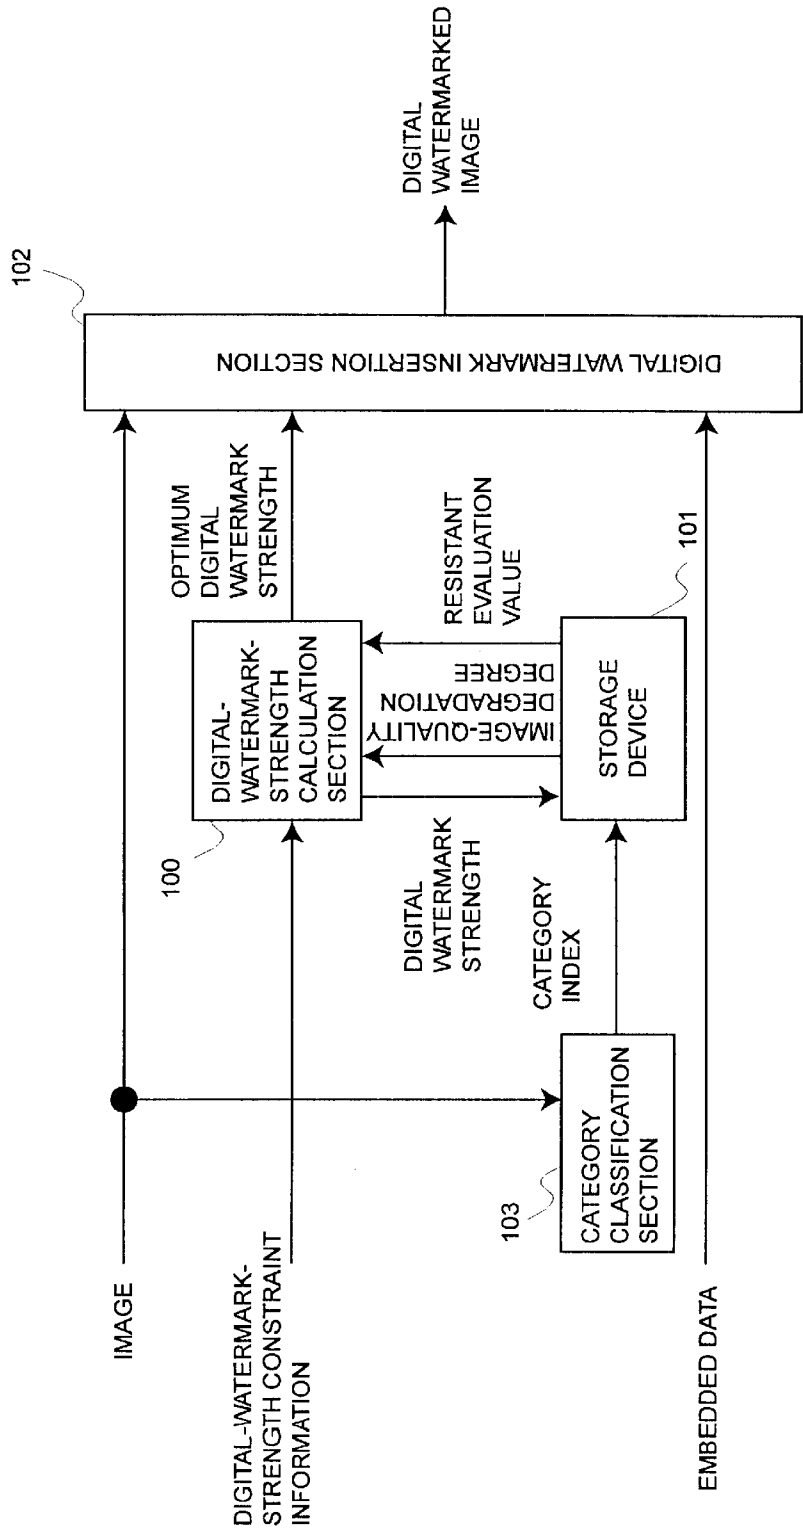 IMAGE
DIGITAL-WATERMARK-
STRENGTH CONSTRAINT
INFORMATION
EMBEDDED DATA
103
CATEGORY
CLASSIFICATION
SECTION
CATEGORY
INDEX
100
DIGITAL-
WATERMARK-
STRENGTH
CALCULATION
SECTION
DIGITAL
WATERMARK
STRENGTH
IMAGE-QUALITY
DEGRADATION
DEGREE
RESISTANT
EVALUATION
VALUE
STORAGE
DEVICE
101
OPTIMUM
DIGITAL
WATERMARK
STRENGTH
102
DIGITAL WATERMARK INSERTION SECTION
DIGITAL
WATERMARKED
IMAGE